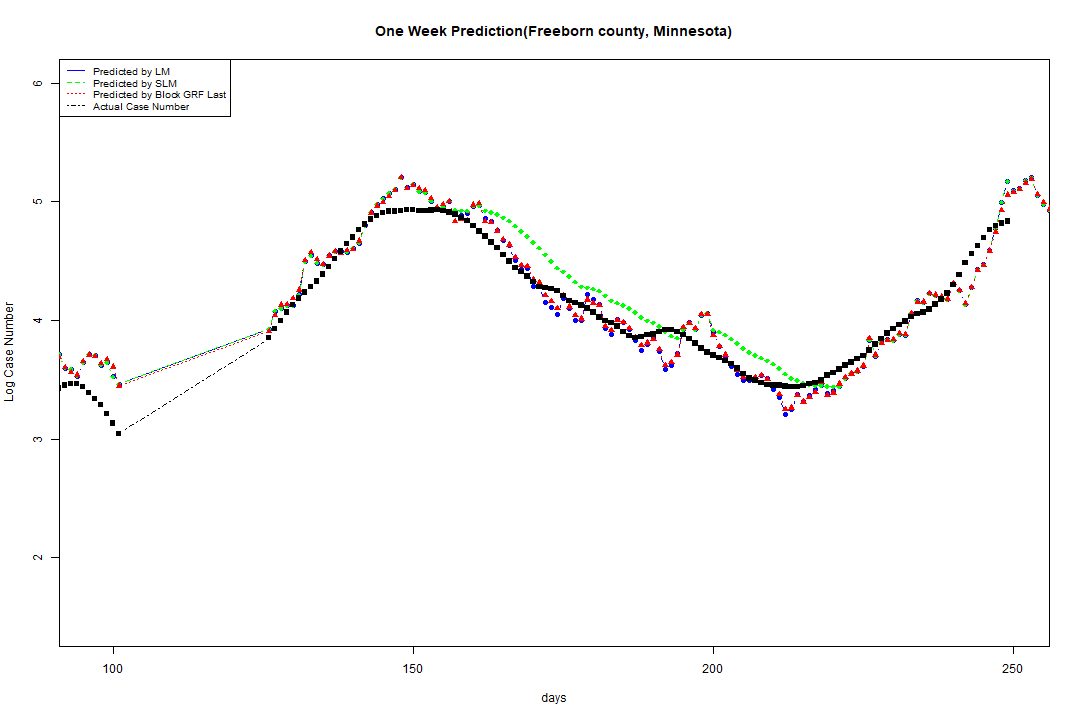 One Week Prediction(Freeborn county, Minnesota)
Predicted by LM
Predicted by SLM
Predicted by Block GRF Last
Actual Case Number
6
5
4
3
2
Log Case Number
100 150 200 250
days